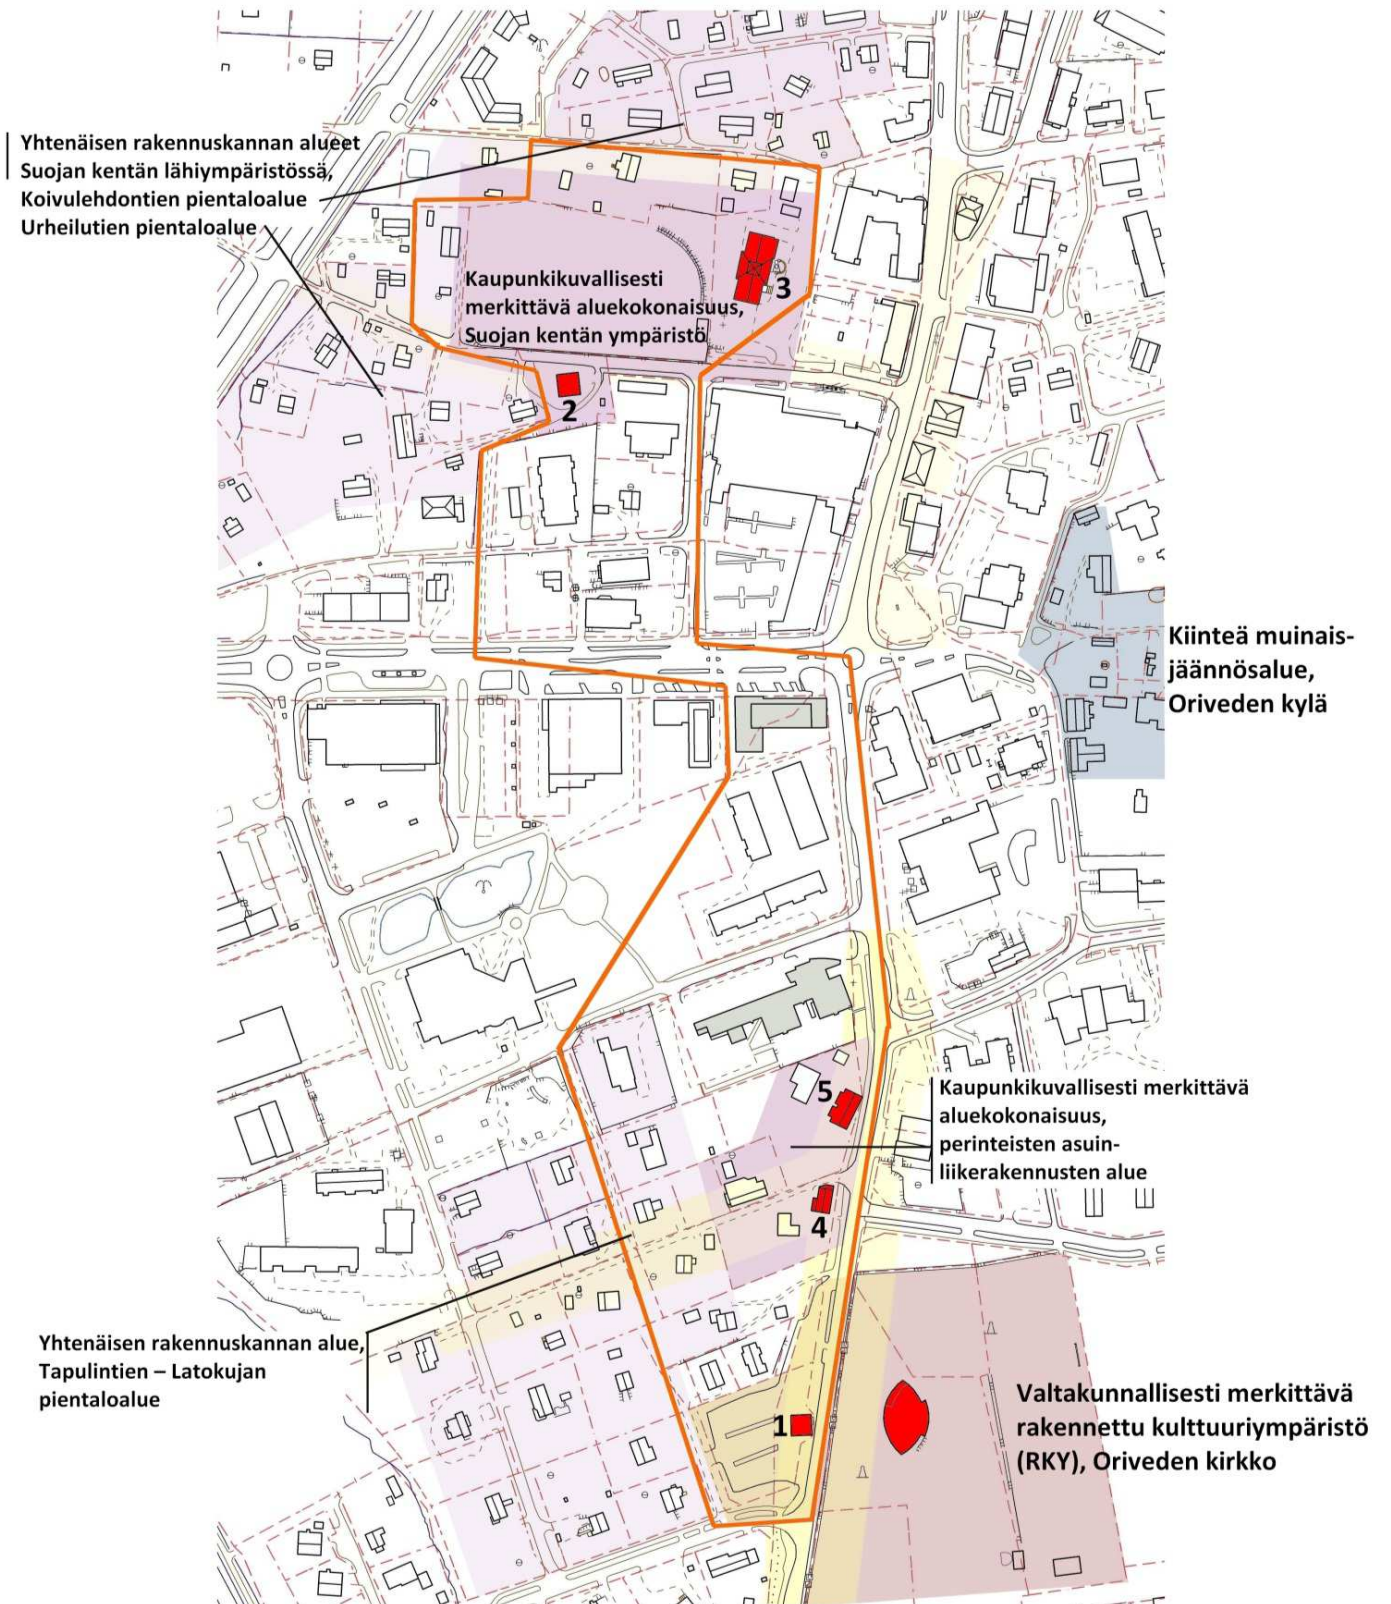 Yhtenäisen rakennuskannan alueet
Suojan kentän lähiympäristössä,
Koivulehdontien pientaloalue
Urheilutien pientaloalue
Kaupunkikuvallisesti
merkittävä aluekokonaisuus,
Suojan kentän ympäristö
3
2
Kiinteä muinais-
jäännösalue,
Oriveden kylä
5
Kaupunkikuvallisesti merkittävä
aluekokonaisuus,
perinteisten asuin-
liikerakennusten alue
4
Yhtenäisen rakennuskannan alue,
Tapulintien – Latokujan
pientaloalue
1
Valtakunnallisesti merkittävä
rakennettu kulttuuriympäristö
(RKY), Oriveden kirkko